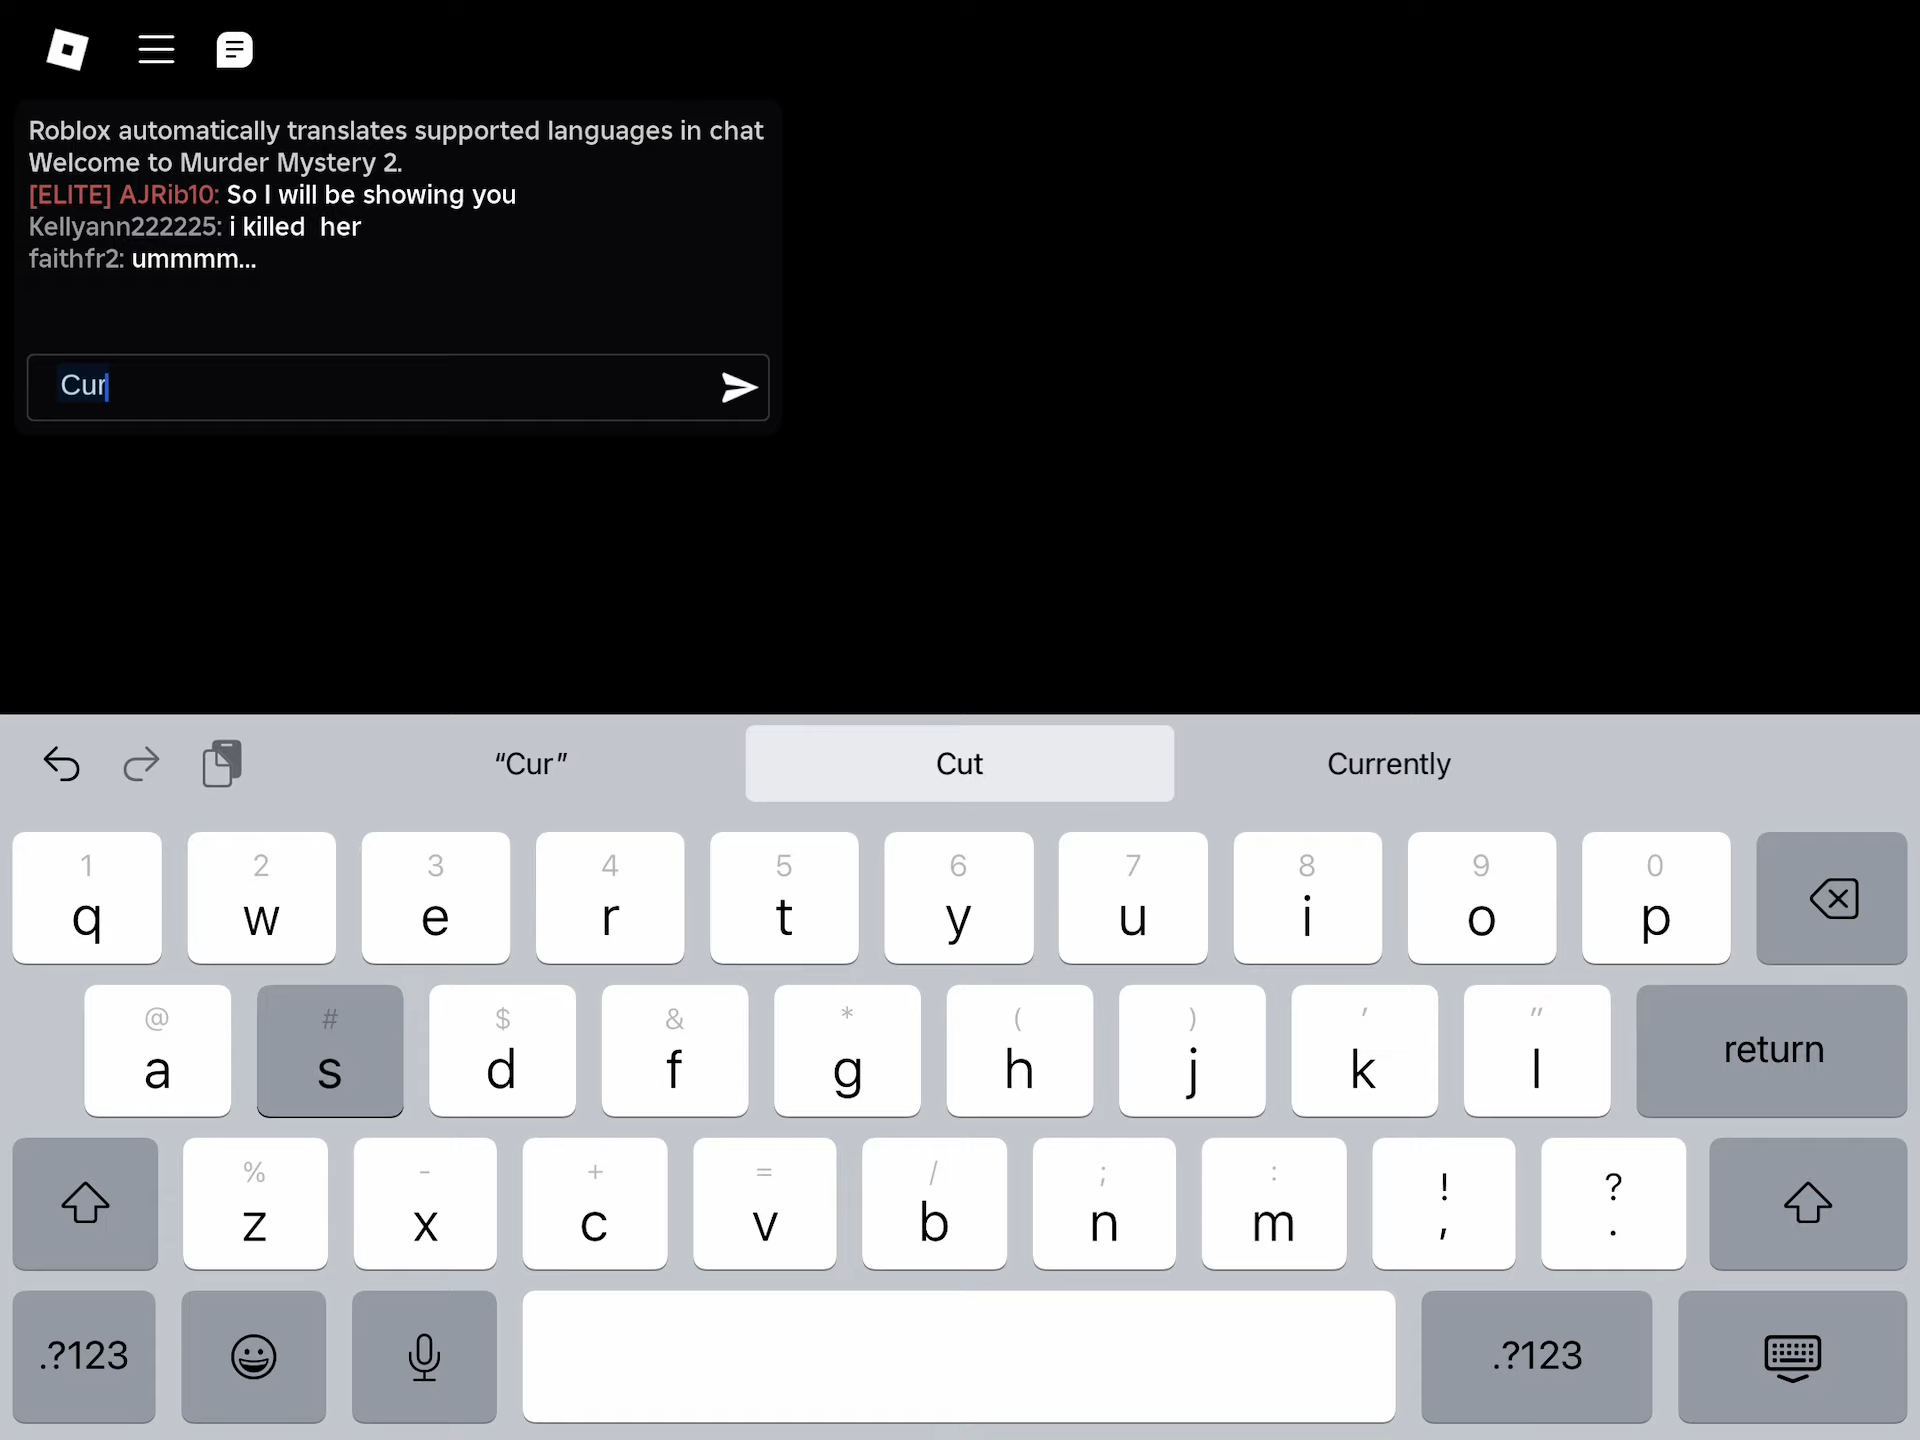 Roblox automatically translates supported languages in chat
Welcome to Murder Mystery 2.
[ELITE] AJRib10: So I will be showing you
Kellyann222225: i killed  her
faithfr2: ummmm...
Cur
“Cur” Cut Currently
1 2 3 4 5 6 7 8 9 0
q w e r t y u i o p
@ # $ & * ( ) ' "
a s d f g h j k l return
% - + = / ; : ! ?
z x c v b n m , .
.?123 .?123